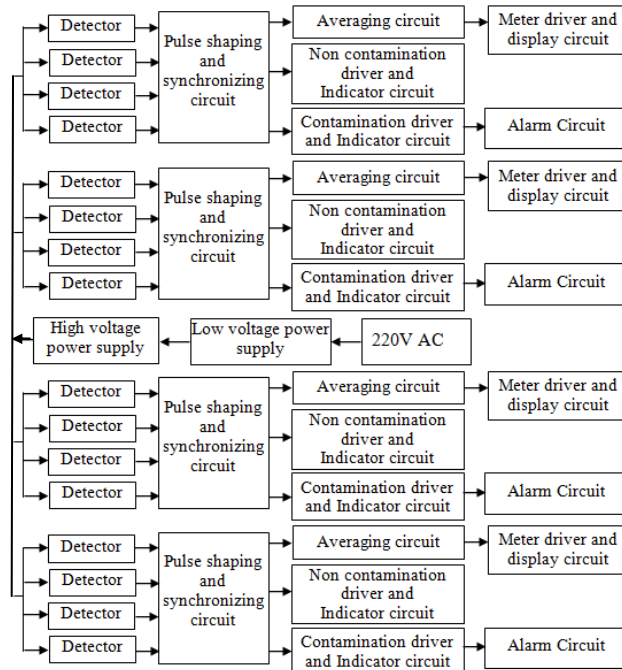 Detector
Detector
Detector
Detector
Pulse shaping
and
synchronizing
circuit
Averaging circuit
Meter driver and
display circuit
Non contamination
driver and
Indicator circuit
Contamination driver
and Indicator circuit
Alarm Circuit
Detector
Detector
Detector
Detector
Pulse shaping
and
synchronizing
circuit
Averaging circuit
Meter driver and
display circuit
Non contamination
driver and
Indicator circuit
Contamination driver
and Indicator circuit
Alarm Circuit
High voltage
power supply
Low voltage power
supply
220V AC
Detector
Detector
Detector
Detector
Pulse shaping
and
synchronizing
circuit
Averaging circuit
Meter driver and
display circuit
Non contamination
driver and
Indicator circuit
Contamination driver
and Indicator circuit
Alarm Circuit
Detector
Detector
Detector
Detector
Pulse shaping
and
synchronizing
circuit
Averaging circuit
Meter driver and
display circuit
Non contamination
driver and
Indicator circuit
Contamination driver
and Indicator circuit
Alarm Circuit